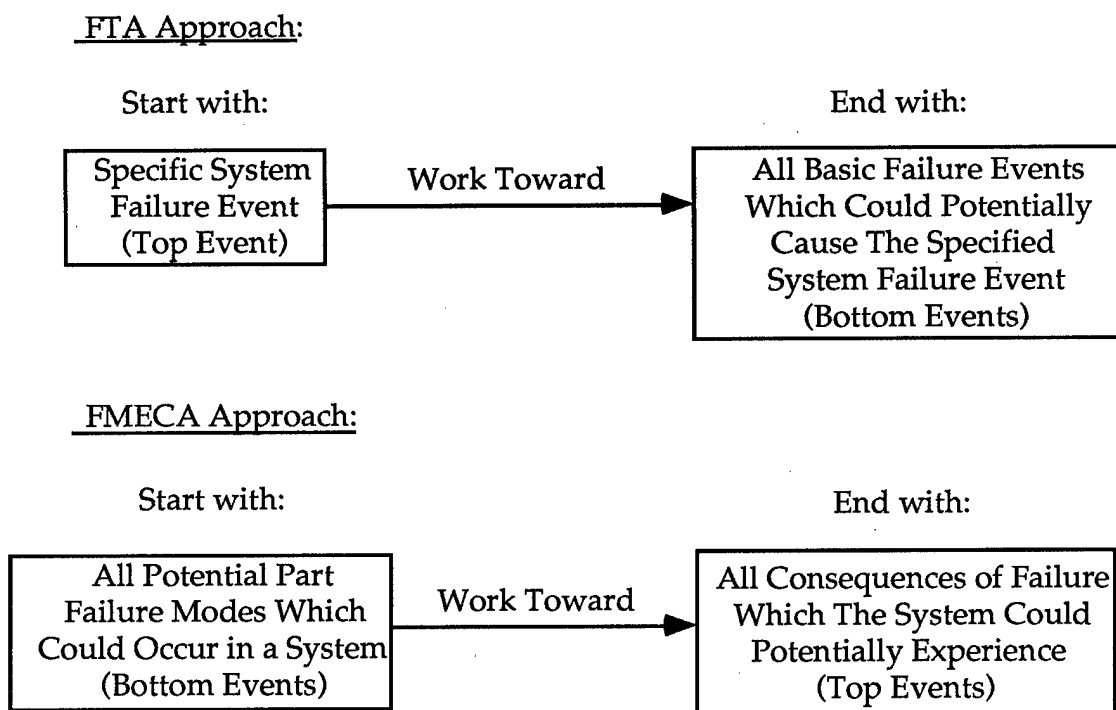 FTA Approach:
Start with:
End with:
Specific System
Failure Event
(Top Event)
Work Toward
All Basic Failure Events
Which Could Potentially
Cause The Specified
System Failure Event
(Bottom Events)
FMECA Approach:
Start with:
End with:
All Potential Part
Failure Modes Which
Could Occur in a System
(Bottom Events)
Work Toward
All Consequences of Failure
Which The System Could
Potentially Experience
(Top Events)